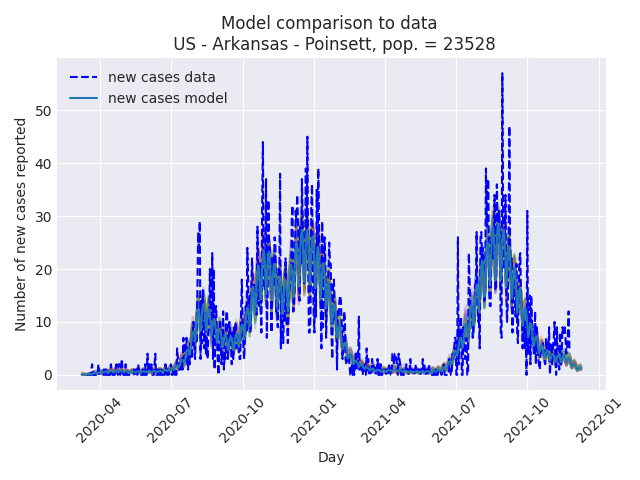 Model comparison to data
US - Arkansas - Poinsett, pop. = 23528
new cases data
new cases model
Number of new cases reported
50
40
30
20
10
0
2020-04
2020-07
2020-10
2021-01
2021-04
2021-07
2021-10
2022-01
Day